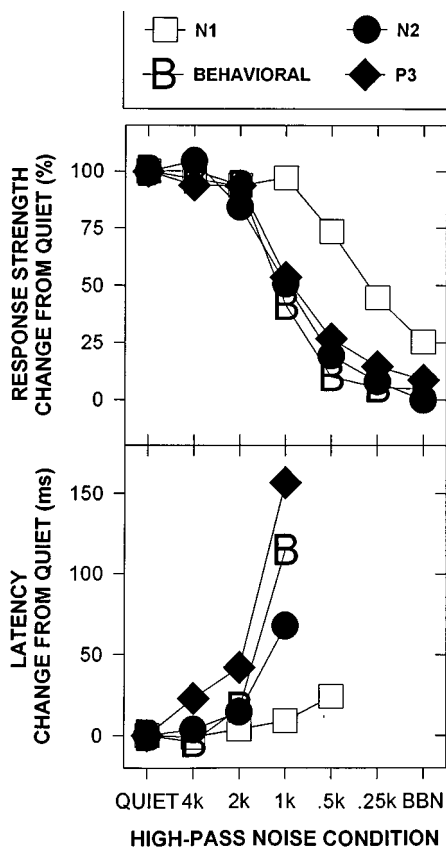 N1
N2
B BEHAVIORAL
P3
RESPONSE STRENGTH
CHANGE FROM QUIET (%)
100
75
50
25
0
B
B
B
LATENCY
CHANGE FROM QUIET (ms)
150
100
50
0
B
B
B
QUIET 4k 2k 1k .5k .25k BBN
HIGH-PASS NOISE CONDITION